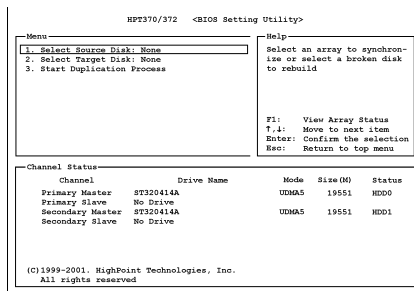 HPT370/372 <BIOS Setting Utility>
Menu
1. Select Source Disk: None
2. Select Target Disk: None
3. Start Duplication Process
Help
Select an array to synchron-
ize or select a broken disk
to rebuild
F1: View Array Status
↑,↓: Move to next item
Enter: Confirm the selection
Esc: Return to top menu
Channel Status
Channel Drive Name Mode Size(M) Status
Primary Master ST320414A UDMA5 19551 HDD0
Primary Slave No Drive
Secondary Master ST320414A UDMA5 19551 HDD1
Secondary Slave No Drive
(C)1999-2001. HighPoint Technologies, Inc.
All rights reserved